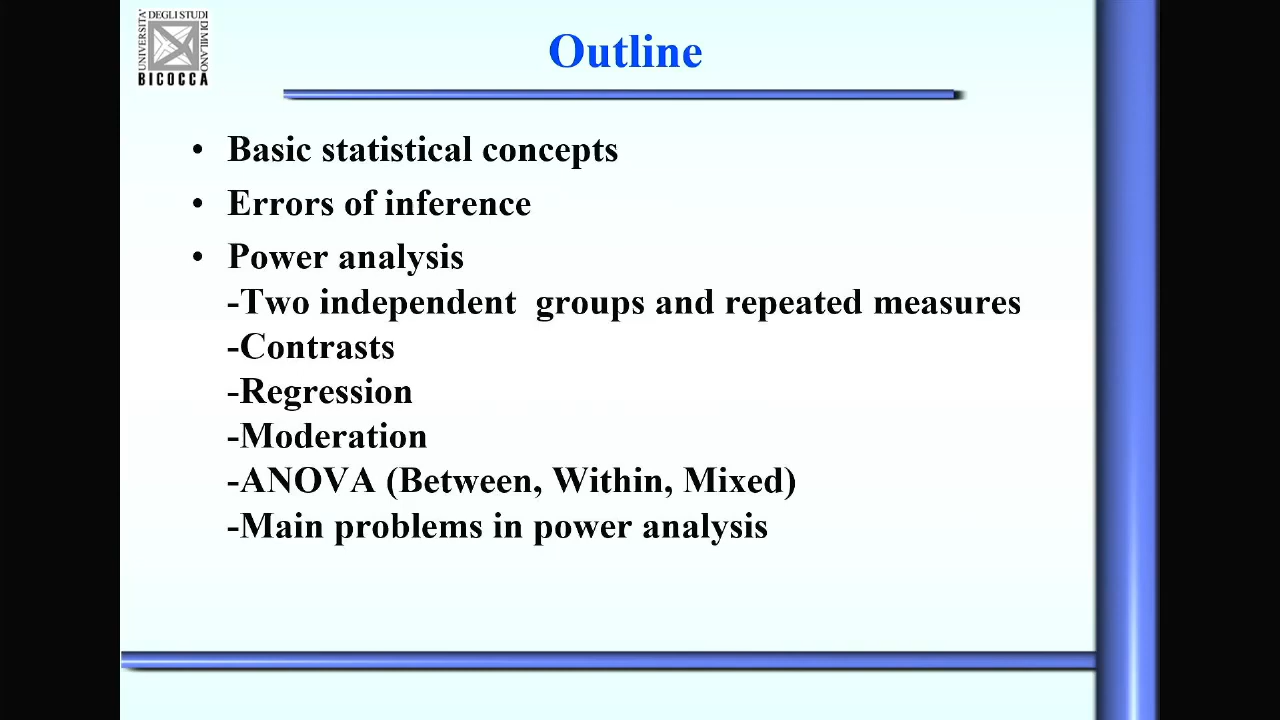 UNIVERSITA' DEGLI STUDI DI MILANO
BICOCCA
Outline
• Basic statistical concepts
• Errors of inference
• Power analysis
-Two independent  groups and repeated measures
-Contrasts
-Regression
-Moderation
-ANOVA (Between, Within, Mixed)
-Main problems in power analysis